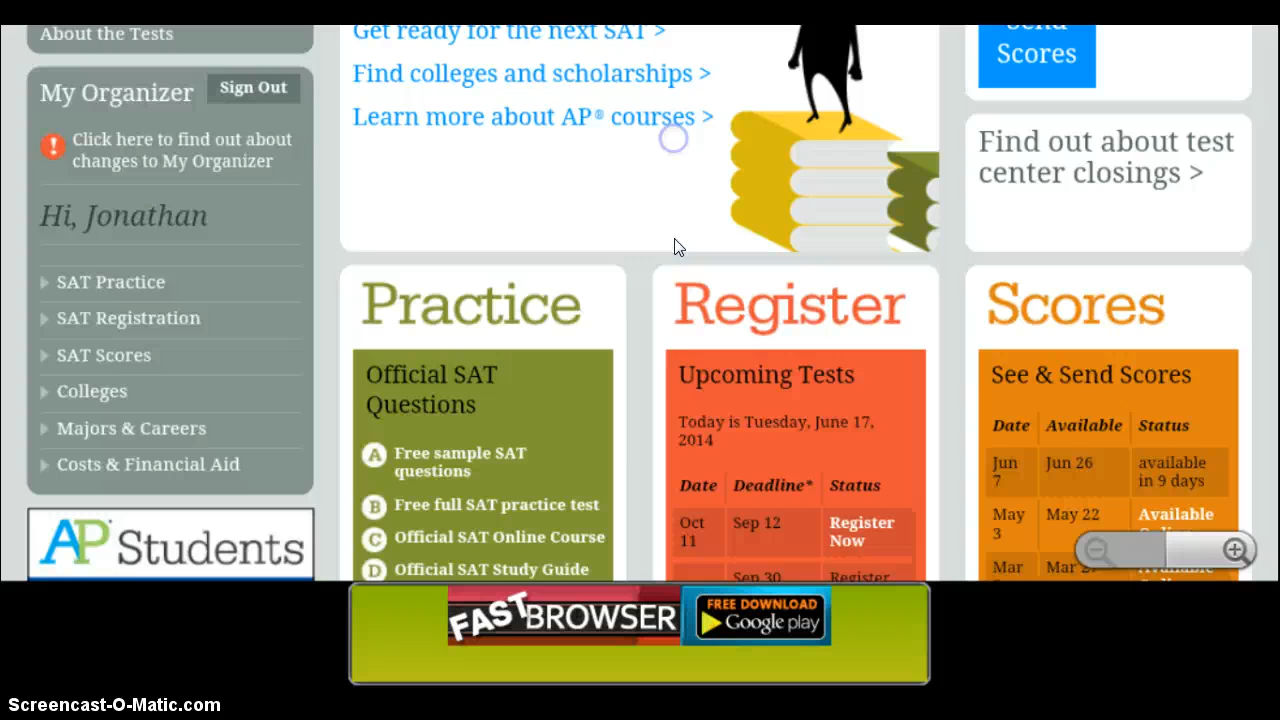 About the Tests
My Organizer
Sign Out
Click here to find out about
changes to My Organizer
Hi, Jonathan
SAT Practice
SAT Registration
SAT Scores
Colleges
Majors & Careers
Costs & Financial Aid
AP Students
Get ready for the next SAT >
Find colleges and scholarships >
Learn more about AP® courses >
Send
Scores
Find out about test
center closings >
Practice
Official SAT
Questions
A Free sample SAT
questions
B Free full SAT practice test
C Official SAT Online Course
D Official SAT Study Guide
Register
Upcoming Tests
Today is Tuesday, June 17,
2014
Date Deadline* Status
Oct
11
Sep 12
Register
Now
Sep 30 Register
Scores
See & Send Scores
Date Available Status
Jun
7
Jun 26
available
in 9 days
May
3
May 22
Available
Mar
FAST BROWSER
FREE DOWNLOAD
Google play
Screencast-O-Matic.com